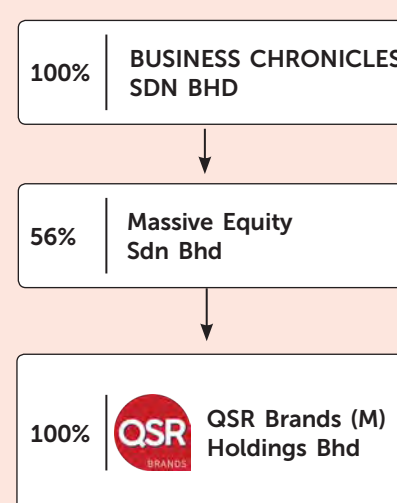 100%
BUSINESS CHRONICLES
SDN BHD
56%
Massive Equity
Sdn Bhd
100%
QSR
BRANDS
QSR Brands (M)
Holdings Bhd